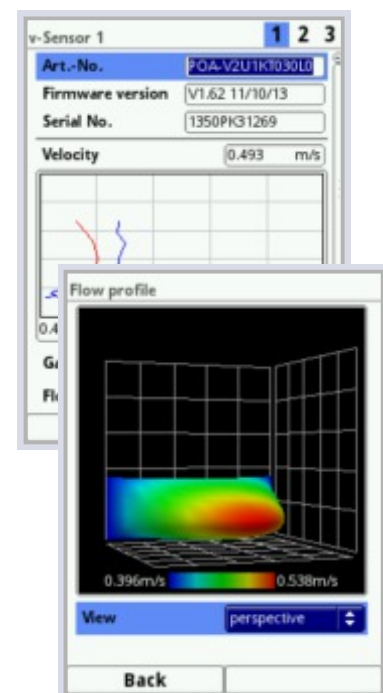 v-Sensor 1 1 2 3
Art.-No. POA-V2U1KT030L0
Firmware version V1.62 11/10/13
Serial No. 1350PK31269
Velocity 0.493 m/s
Flow profile
0.396m/s 0.538m/s
View perspective
Back